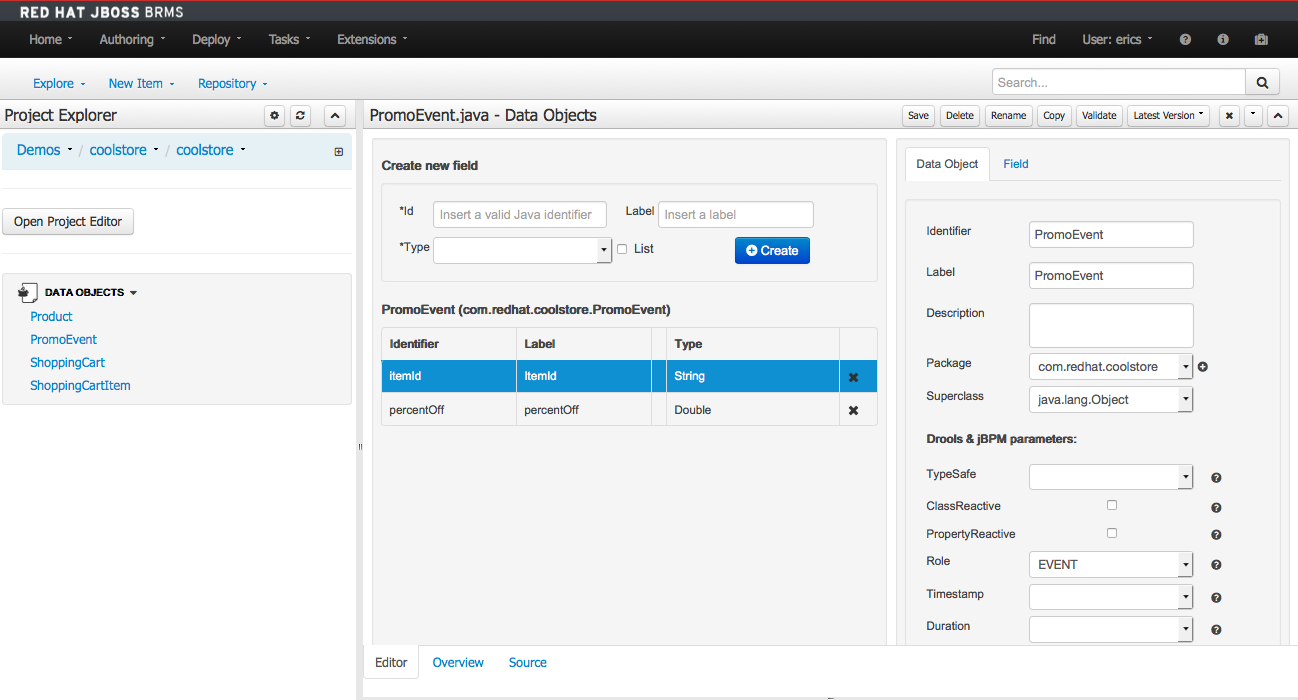 RED HAT JBOSS BRMS
Home Authoring Deploy Tasks Extensions Find User: erics
Explore New Item Repository Search...
Project Explorer
Demos / coolstore / coolstore
Open Project Editor
DATA OBJECTS
Product
PromoEvent
ShoppingCart
ShoppingCartItem
PromoEvent.java - Data Objects
Save Delete Rename Copy Validate Latest Version
Create new field
*Id Insert a valid Java identifier Label Insert a label
*Type List Create
PromoEvent (com.redhat.coolstore.PromoEvent)
Identifier Label Type
itemId ItemId String
percentOff percentOff Double
Data Object Field
Identifier PromoEvent
Label PromoEvent
Description
Package com.redhat.coolstore
Superclass java.lang.Object
Drools & jBPM parameters:
TypeSafe
ClassReactive
PropertyReactive
Role EVENT
Timestamp
Duration
Editor Overview Source